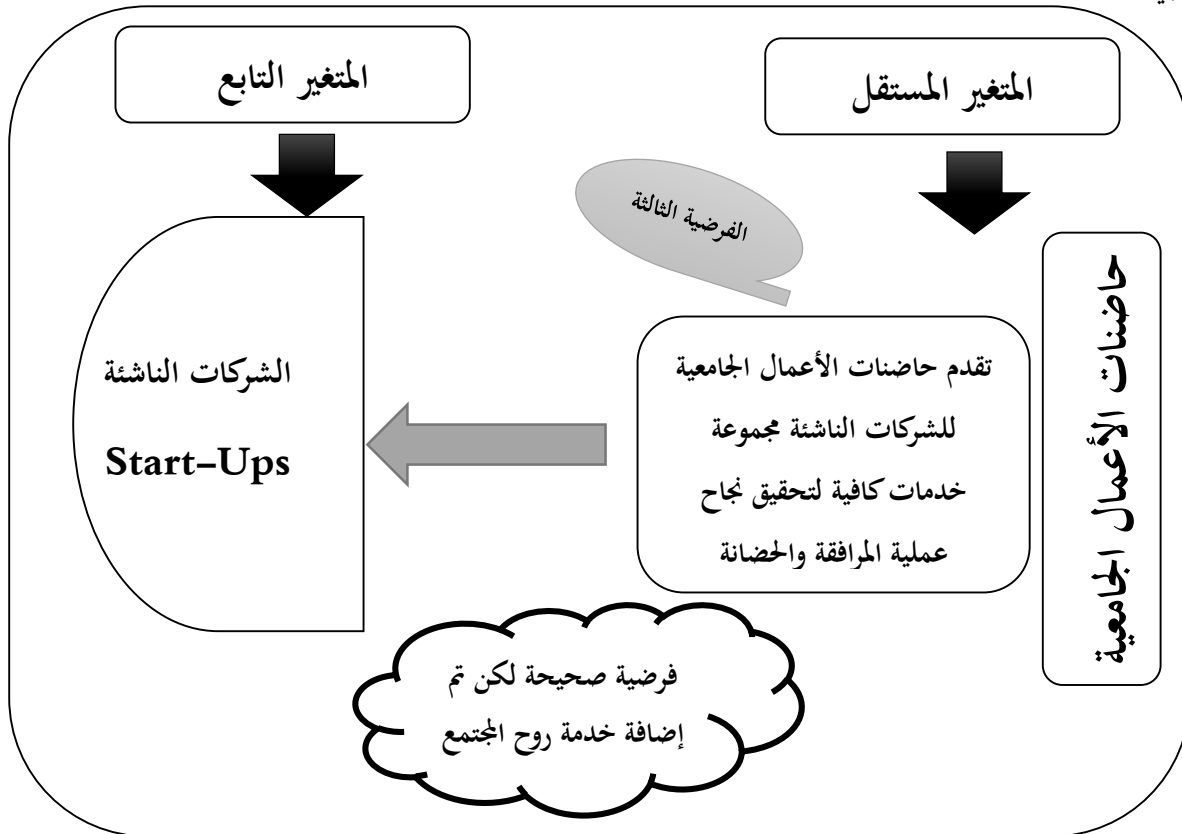 المتغير المستقل
المتغير التابع
الفرضية الثالثة
حاضنات الأعمال الجامعية
تقدم حاضنات الأعمال الجامعية
للشركات الناشئة مجموعة
خدمات كافية لتحقيق نجاح
عملية المرافقة والحضانة
الشركات الناشئة
Start-Ups
فرضية صحيحة لكن تم
إضافة خدمة روح المجتمع